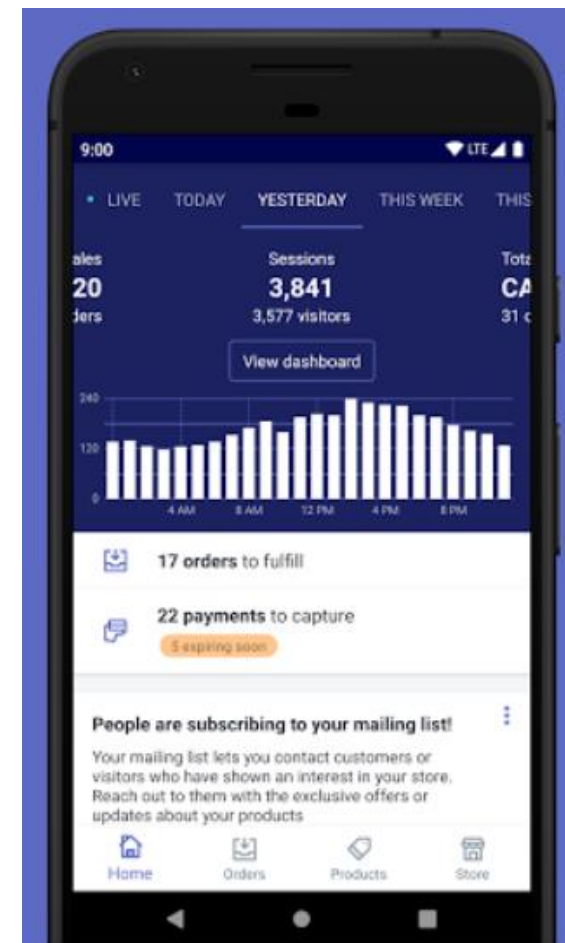 9:00 LTE
LIVE TODAY YESTERDAY THIS WEEK THIS
ales Sessions Tota
20 3,841 CA
ders 3,577 visitors 31 c
View dashboard
240
120
0
4 AM 8 AM 12 PM 4 PM 8 PM
17 orders to fulfill
22 payments to capture
5 expiring soon
People are subscribing to your mailing list!
Your mailing list lets you contact customers or
visitors who have shown an interest in your store.
Reach out to them with the exclusive offers or
updates about your products
Home Orders Products Store